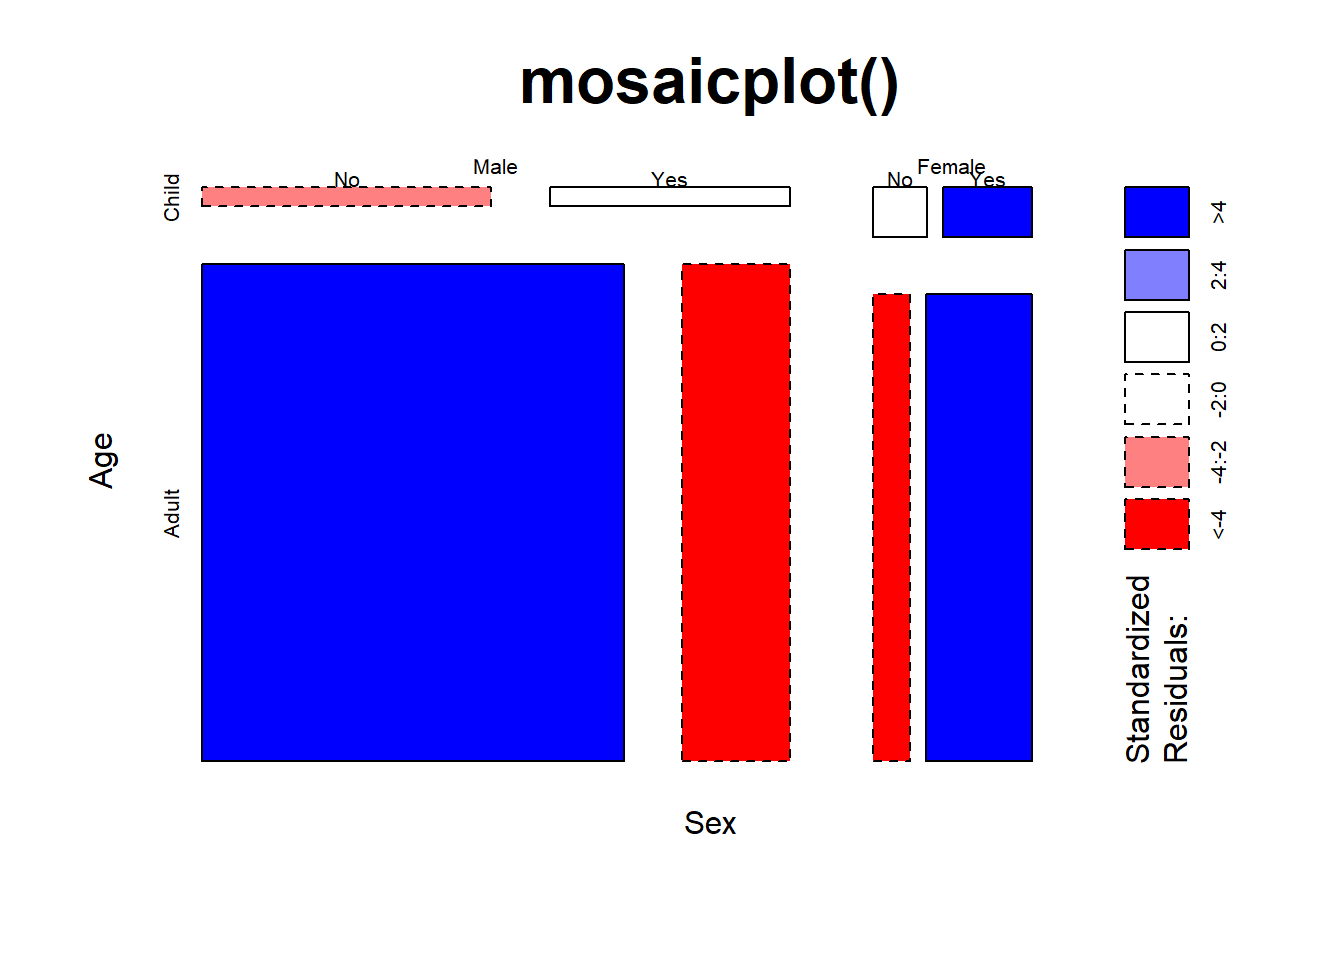 mosaicplot()
Male
Female
No
Yes
No
Yes
Child
Adult
Age
Sex
>4
2:4
0:2
-2:0
-4:-2
<-4
Standardized
Residuals: